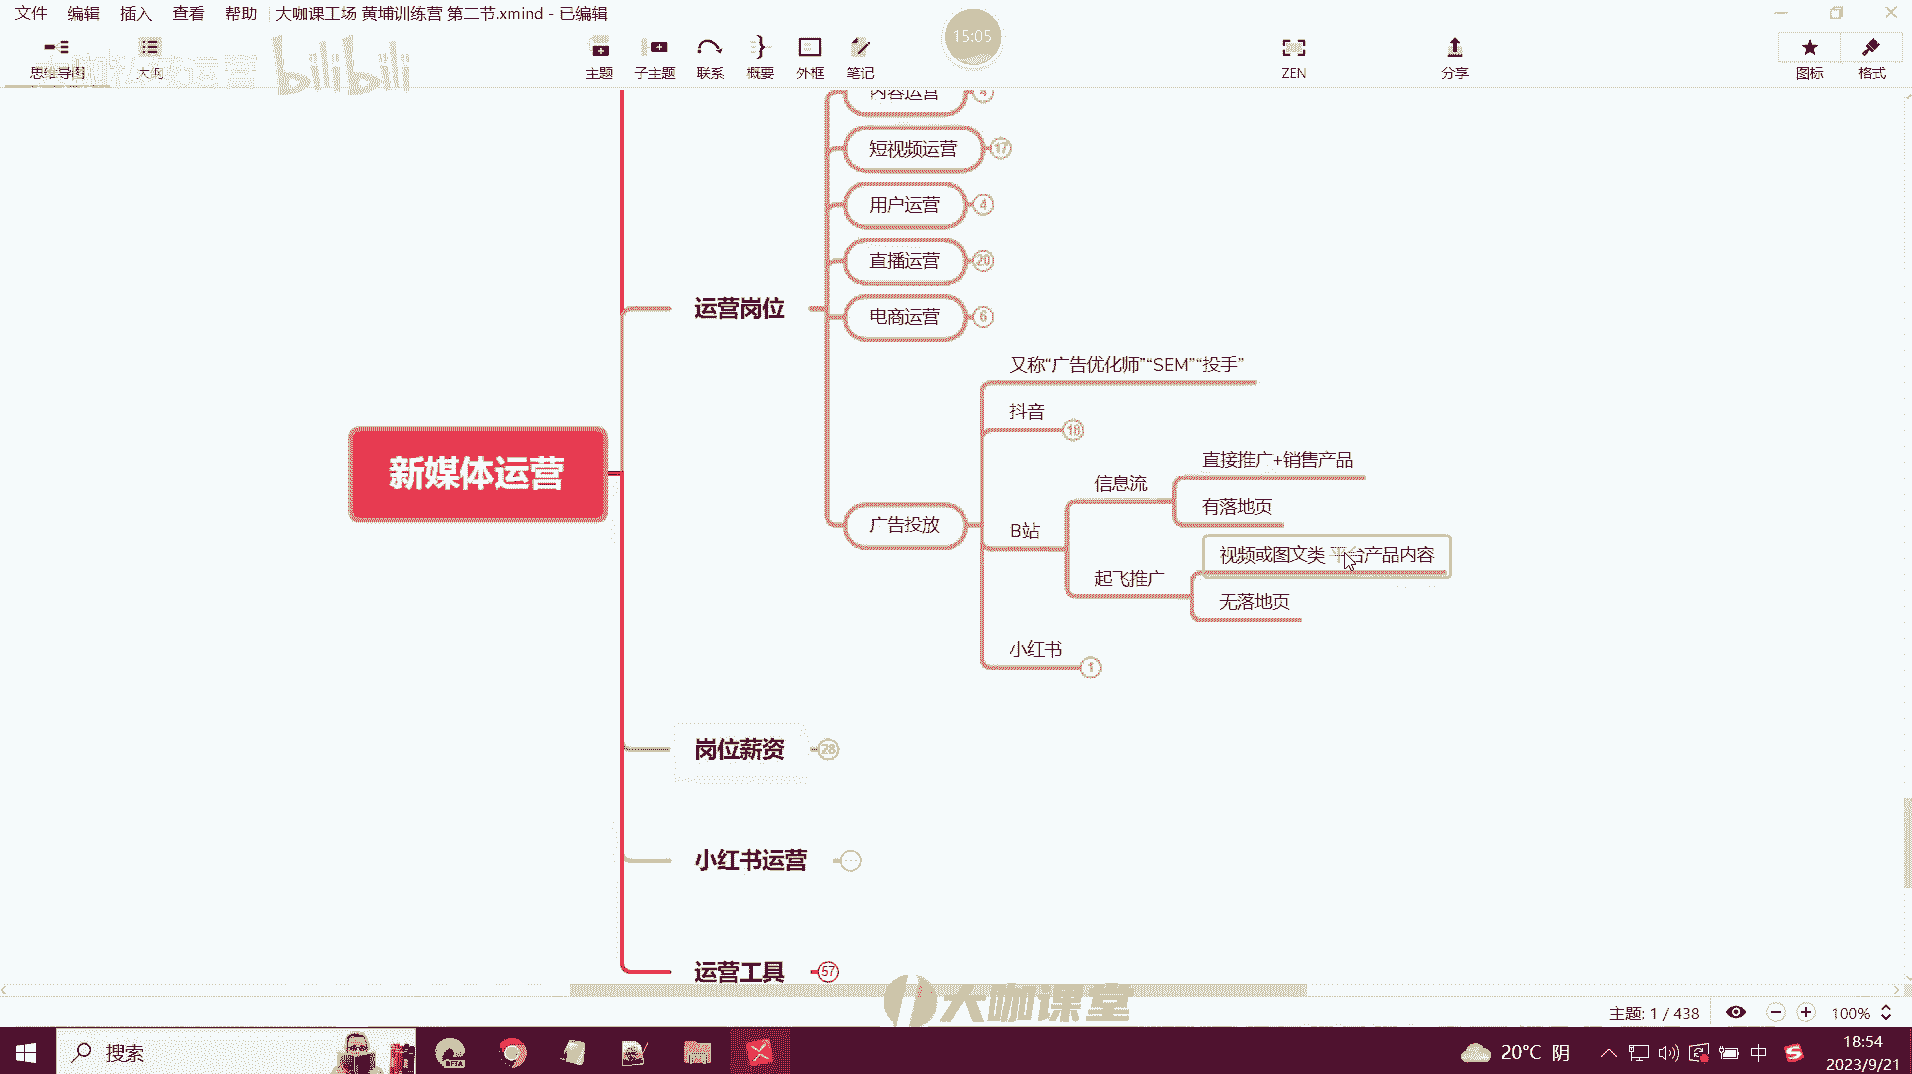 文件 编辑 插入 查看 帮助 大咖课工场 黄埔训练营 第二节.xmind - 已编辑
15:05
思维导图 大纲 主题 子主题 联系 概要 外框 笔记 ZEN 分享 图标 格式
bilibili
内容运营
短视频运营 17
用户运营 4
直播运营 20
运营岗位
电商运营 6
又称“广告优化师”“SEM”“投手”
抖音
直接推广+销售产品
信息流
新媒体运营
有落地页
广告投放
B站
视频或图文类 平台产品内容
起飞推广
无落地页
小红书 1
岗位薪资 28
小红书运营
运营工具 57
大咖课堂
主题: 1 / 438 100%
搜索
20°C 阴
中
18:54
2023/9/21